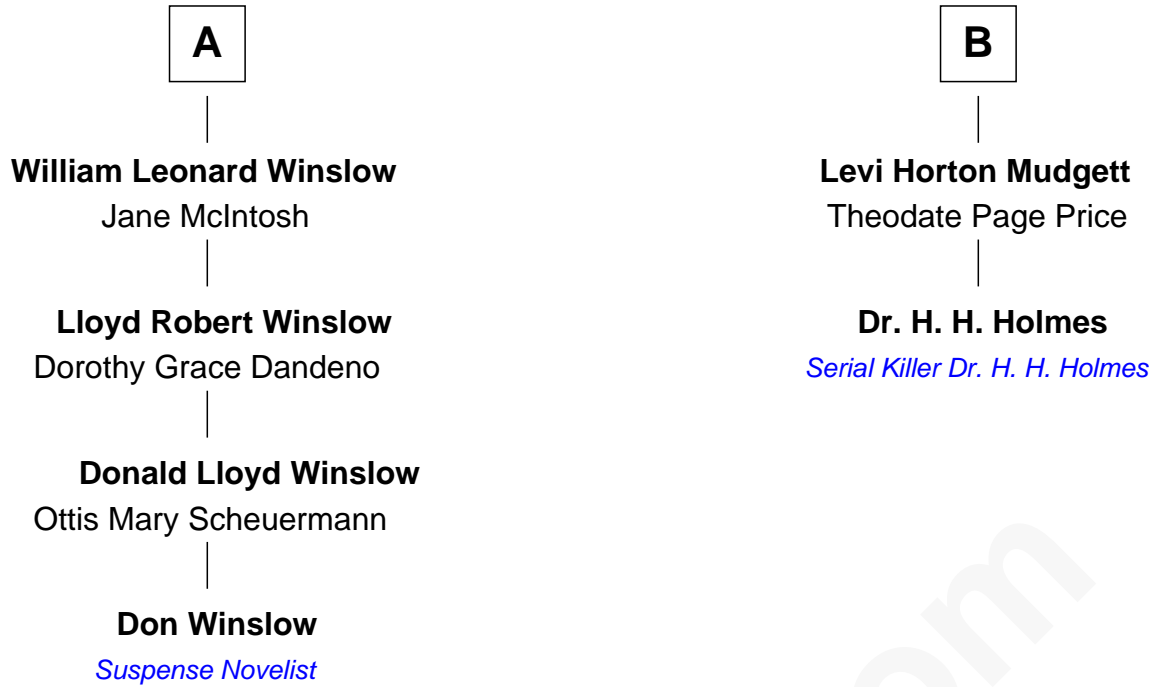 A
William Leonard Winslow
Jane McIntosh
Lloyd Robert Winslow
Dorothy Grace Dandeno
Donald Lloyd Winslow
Ottis Mary Scheuermann
Don Winslow
Suspense Novelist
B
Levi Horton Mudgett
Theodate Page Price
Dr. H. H. Holmes
Serial Killer Dr. H. H. Holmes
om